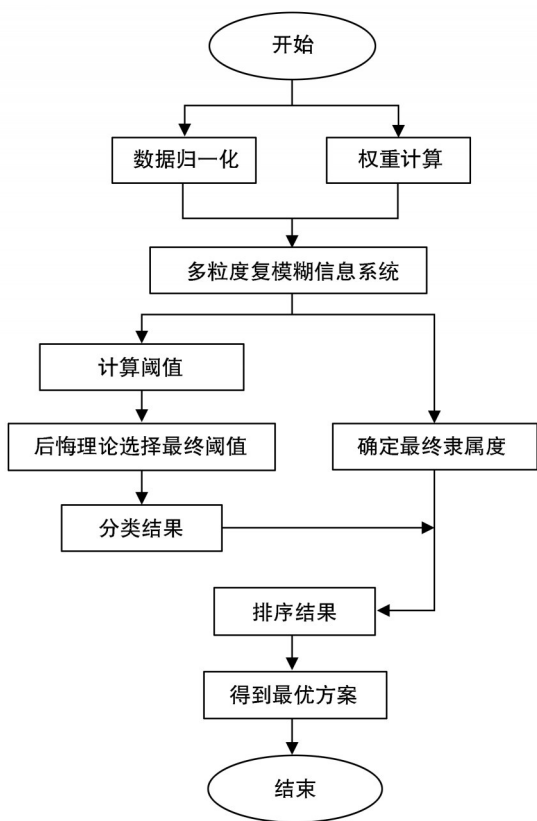 开始
数据归一化
权重计算
多粒度复模糊信息系统
计算阈值
后悔理论选择最终阈值
确定最终隶属度
分类结果
排序结果
得到最优方案
结束